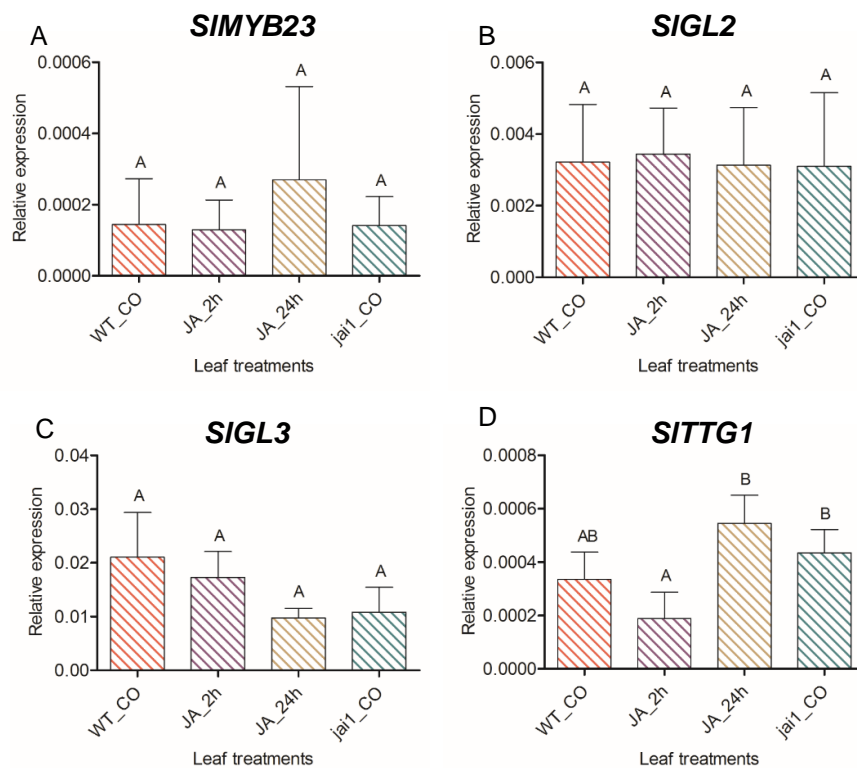 A
SlMYB23
0.0006
0.0004
0.0002
0.0000
Relative expression
A
A
A
A
WT_CO
JA_2h
JA_24h
jai1_CO
Leaf treatments
B
SlGL2
0.006
0.004
0.002
0.000
Relative expression
A
A
A
A
WT_CO
JA_2h
JA_24h
jai1_CO
Leaf treatments
C
SlGL3
0.04
0.03
0.02
0.01
0.00
Relative expression
A
A
A
A
WT_CO
JA_2h
JA_24h
jai1_CO
Leaf treatments
D
SlTTG1
0.0008
0.0006
0.0004
0.0002
0.0000
Relative expression
AB
A
B
B
WT_CO
JA_2h
JA_24h
jai1_CO
Leaf treatments